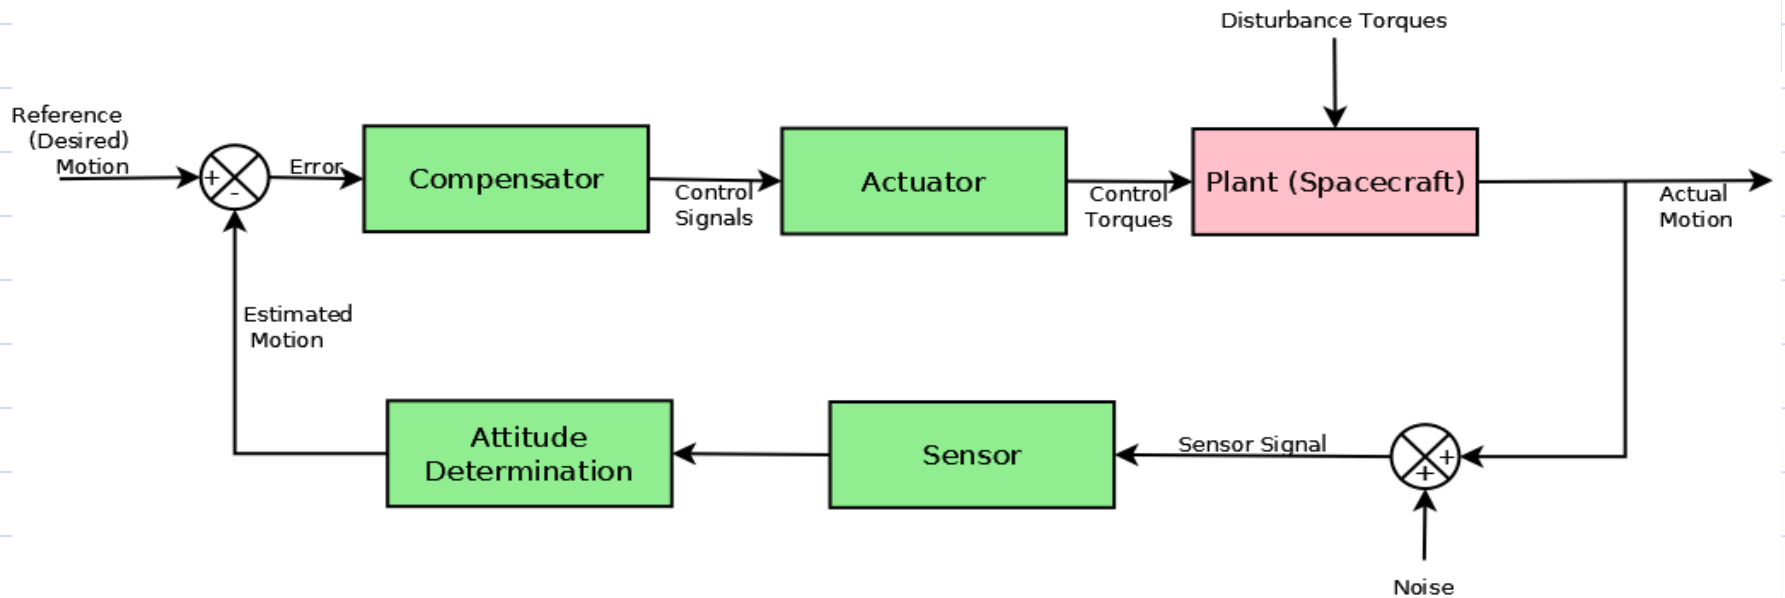 Disturbance Torques
Reference
(Desired)
Motion
+
-
Error
Compensator
Control
Signals
Actuator
Control
Torques
Plant (Spacecraft)
Actual
Motion
Estimated
Motion
Attitude
Determination
Sensor
Sensor Signal
+
+
Noise